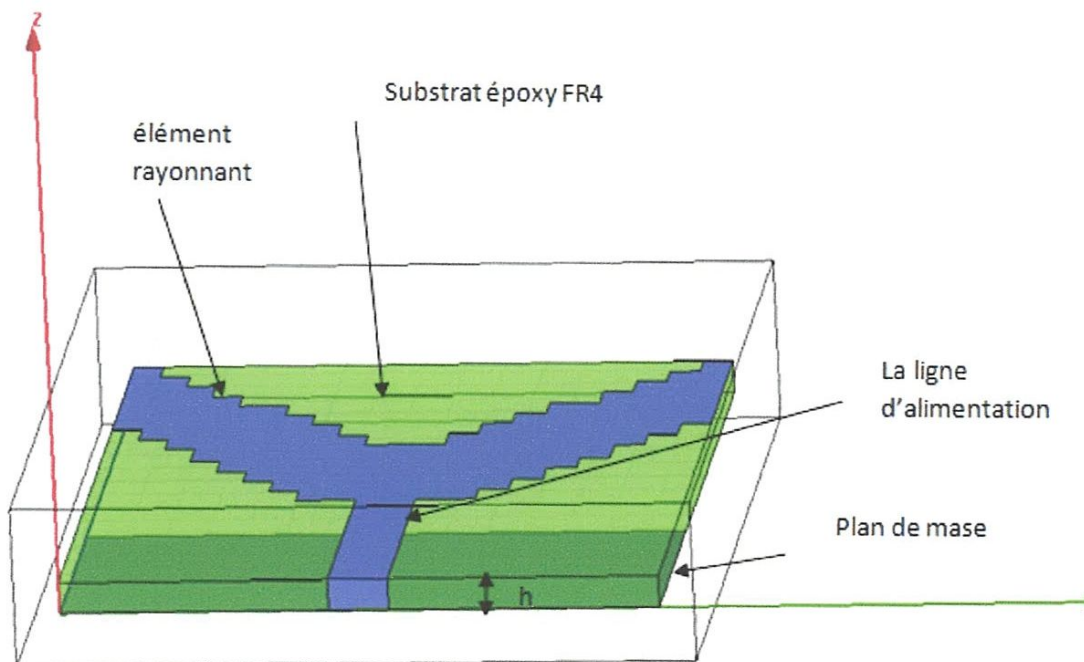 z
Substrat époxy FR4
élément
rayonnant
La ligne
d’alimentation
Plan de mase
h